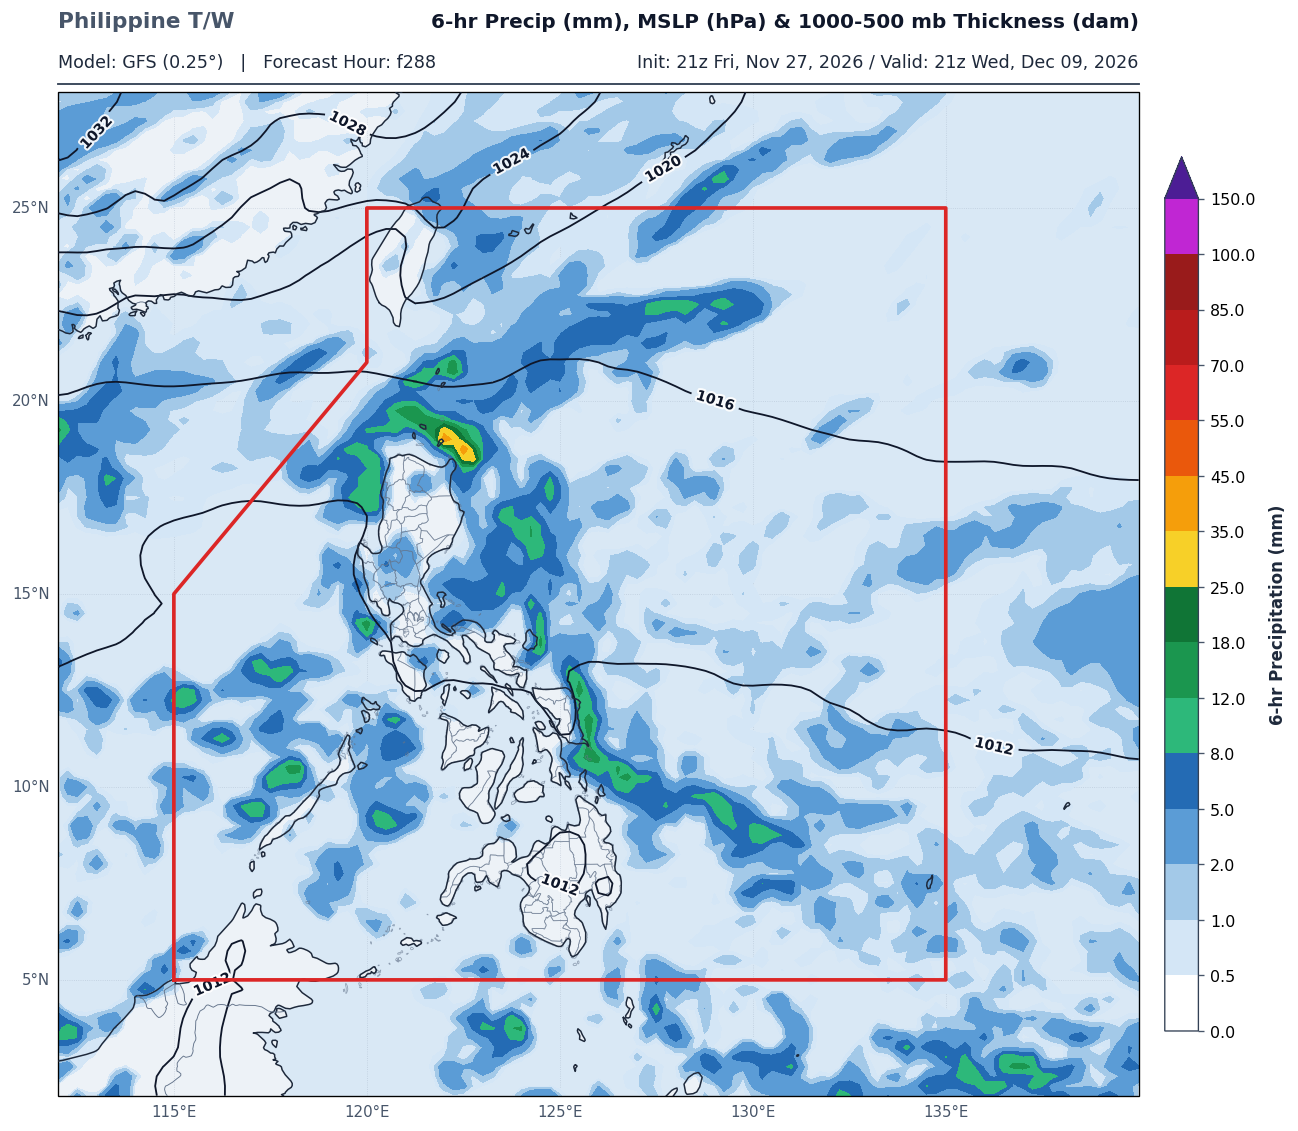 Philippine T/W
6-hr Precip (mm), MSLP (hPa) & 1000-500 mb Thickness (dam)
Model: GFS (0.25°) | Forecast Hour: f288
Init: 21z Fri, Nov 27, 2026 / Valid: 21z Wed, Dec 09, 2026
1032
1028
1024
1020
1016
1012
1012
1012
25°N
20°N
15°N
10°N
5°N
115°E
120°E
125°E
130°E
135°E
150.0
100.0
85.0
70.0
55.0
45.0
35.0
25.0
18.0
12.0
8.0
5.0
2.0
1.0
0.5
0.0
6-hr Precipitation (mm)